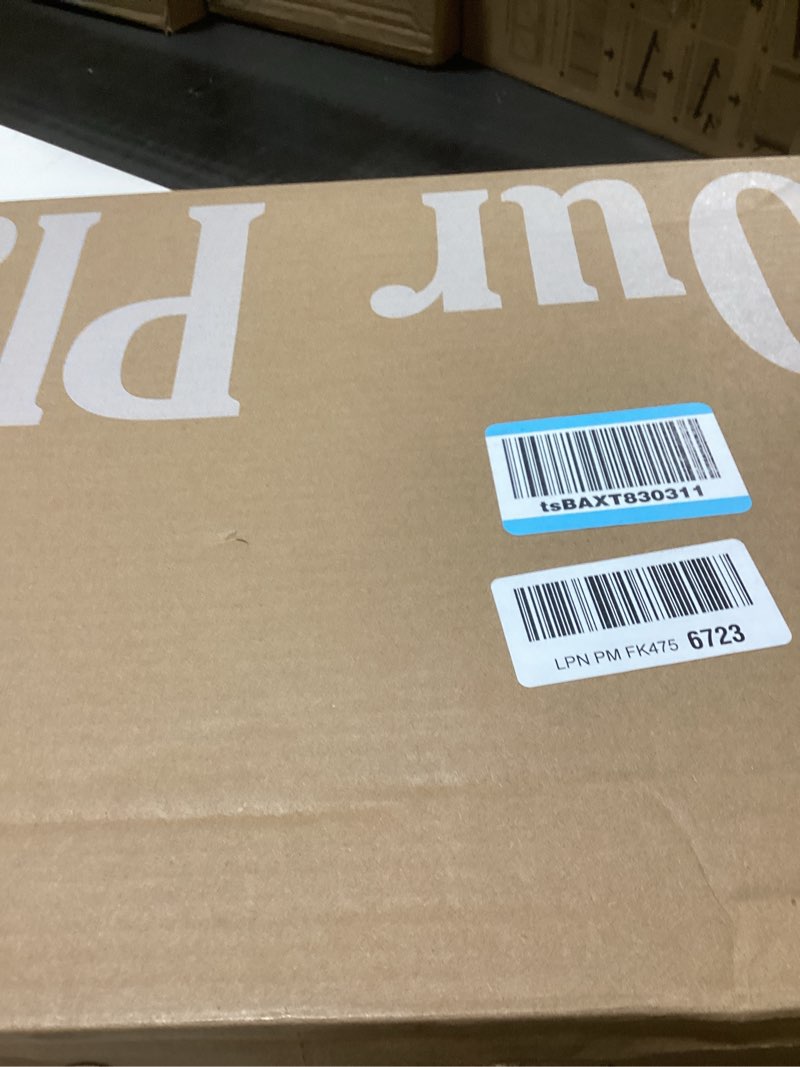 Our Pl
tsBAXT830311
LPN PM FK475 6723